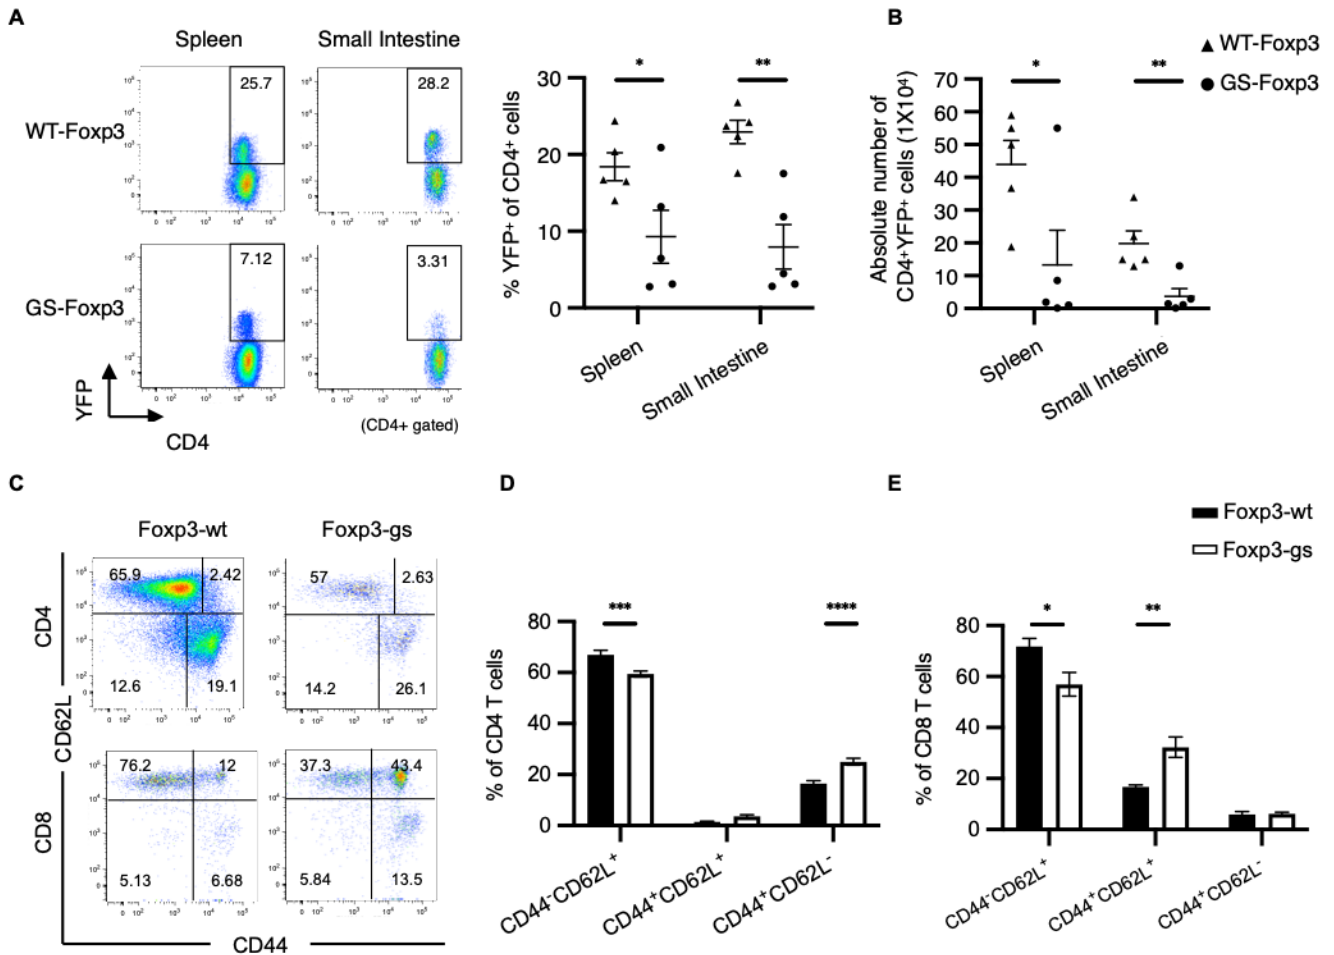 A
Spleen
Small Intestine
WT-Foxp3
25.7
28.2
GS-Foxp3
7.12
3.31
YFP
CD4
(CD4+ gated)
% YFP⁺ of CD4⁺ cells
30
20
10
0
*
**
Spleen
Small Intestine
B
WT-Foxp3
GS-Foxp3
Absolute number of
CD4⁺YFP⁺ cells (1X10⁴)
70
60
50
40
30
20
10
0
*
**
Spleen
Small Intestine
C
Foxp3-wt
Foxp3-gs
CD4
65.9
2.42
12.6
19.1
57
2.63
14.2
26.1
CD62L
CD8
76.2
12
5.13
6.68
37.3
43.4
5.84
13.5
CD44
D
% of CD4 T cells
80
60
40
20
0
***
****
CD44⁻CD62L⁺
CD44⁺CD62L⁺
CD44⁺CD62L⁻
E
Foxp3-wt
Foxp3-gs
% of CD8 T cells
80
60
40
20
0
*
**
CD44⁻CD62L⁺
CD44⁺CD62L⁺
CD44⁺CD62L⁻